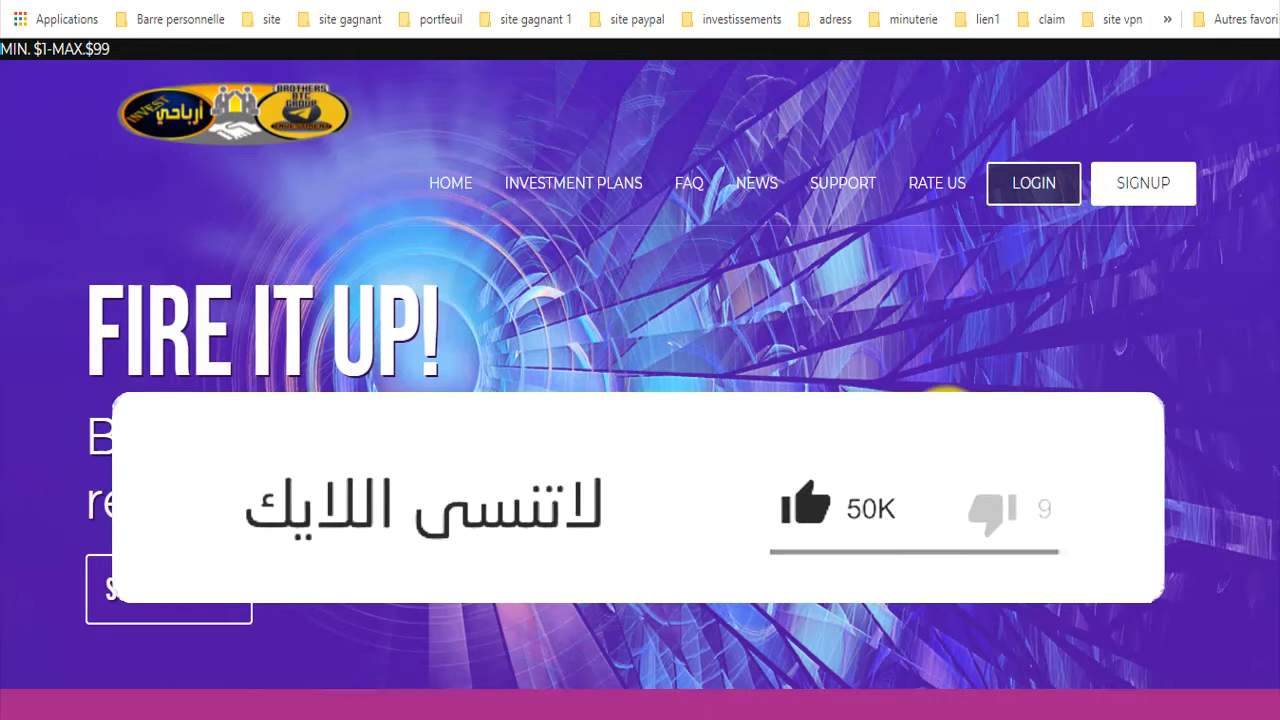 Applications Barre personnelle site site gagnant portfeuil site gagnant 1 site paypal investissements adress minuterie lien1 claim site vpn » Autres favori
MIN. $1-MAX.$99
INVEST أرباحي BROTHERS
BTC
GROUP
HOME INVESTMENT PLANS FAQ NEWS SUPPORT RATE US LOGIN SIGNUP
FIRE IT UP!
لاتنسى اللايك 50K 9